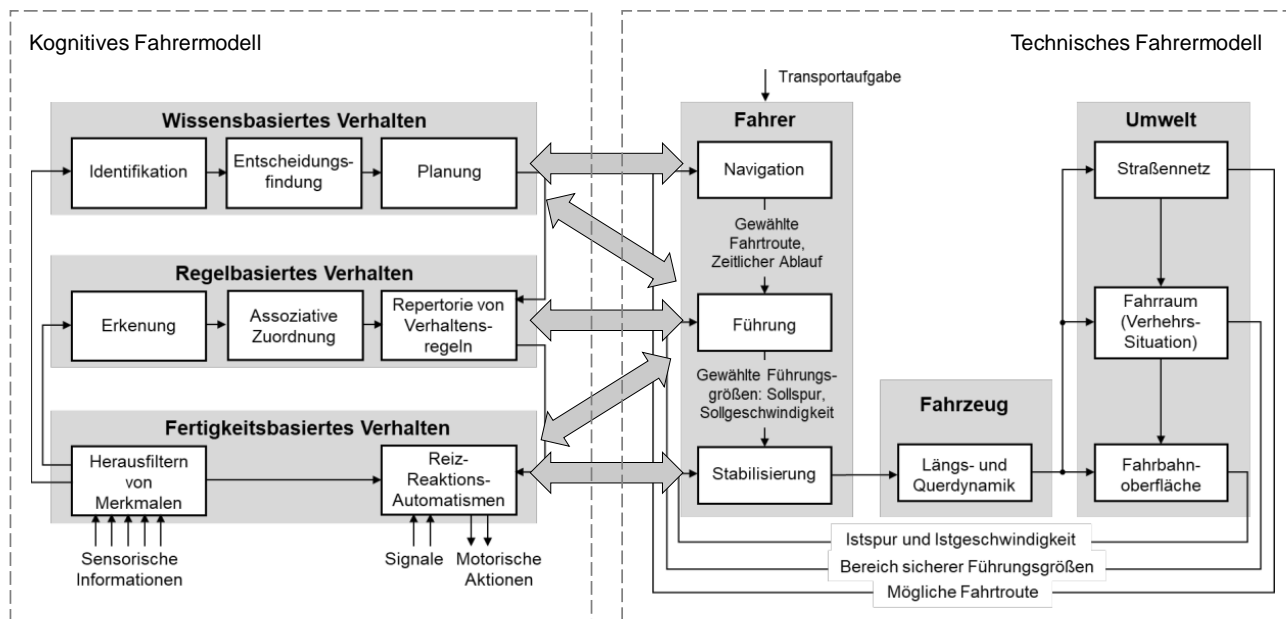 Kognitives Fahrermodell
Wissensbasiertes Verhalten
Identifikation
Entscheidungs-
findung
Planung
Regelbasiertes Verhalten
Erkenung
Assoziative
Zuordnung
Repertorie von
Verhaltens-
regeln
Fertigkeitsbasiertes Verhalten
Herausfiltern
von
Merkmalen
Reiz-
Reaktions-
Automatismen
Sensorische
Informationen
Signale
Motorische
Aktionen
Technisches Fahrermodell
Transportaufgabe
Fahrer
Navigation
Gewählte
Fahrtroute,
Zeitlicher Ablauf
Führung
Gewählte Führungs-
größen: Sollspur,
Sollgeschwindigkeit
Stabilisierung
Fahrzeug
Längs- und
Querdynamik
Umwelt
Straßennetz
Fahrraum
(Verhehrs-
Situation)
Fahrbahn-
oberfläche
Istspur und Istgeschwindigkeit
Bereich sicherer Führungsgrößen
Mögliche Fahrtroute